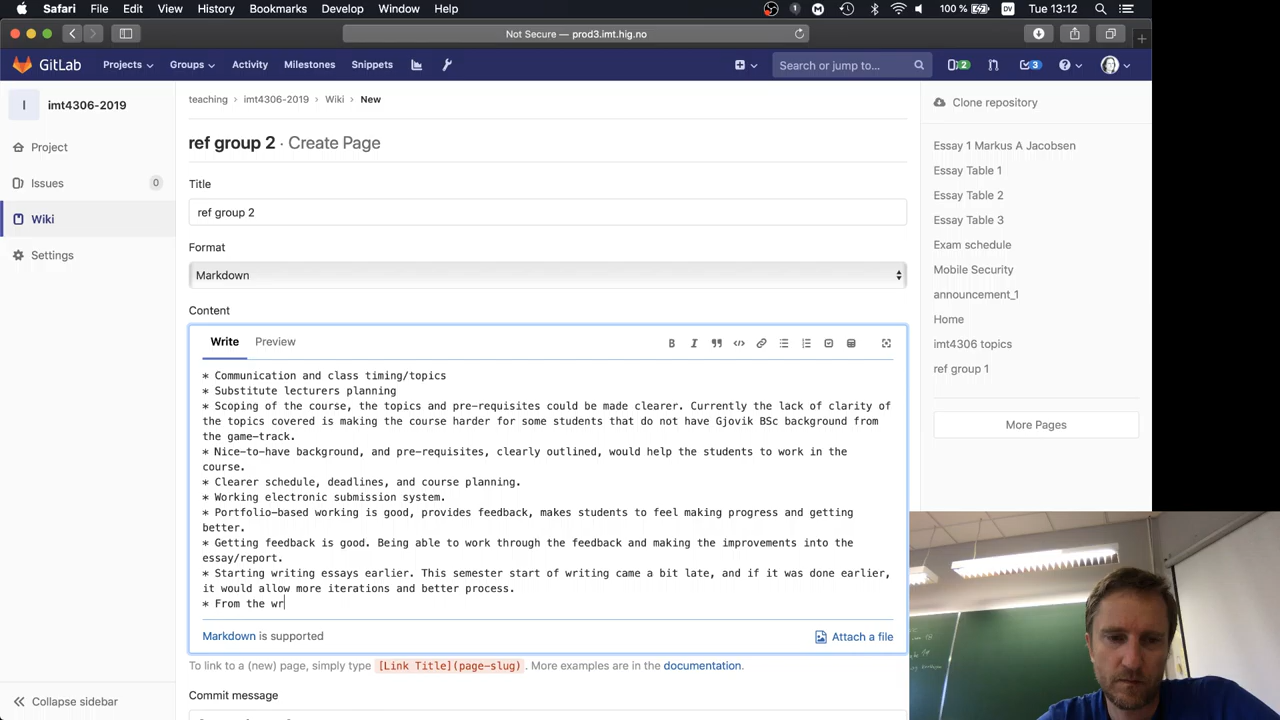 Safari File Edit View History Bookmarks Develop Window Help 1 100 % DV Tue 13:12
Not Secure — prod3.imt.hig.no
GitLab Projects Groups Activity Milestones Snippets Search or jump to... 2 3 ?
I imt4306-2019
Project
Issues 0
Wiki
Settings
Collapse sidebar
teaching › imt4306-2019 › Wiki › New
ref group 2 · Create Page
Title
ref group 2
Format
Markdown
Content
Write Preview
* Communication and class timing/topics
* Substitute lecturers planning
* Scoping of the course, the topics and pre-requisites could be made clearer. Currently the lack of clarity of
the topics covered is making the course harder for some students that do not have Gjovik BSc background from
the game-track.
* Nice-to-have background, and pre-requisites, clearly outlined, would help the students to work in the
course.
* Clearer schedule, deadlines, and course planning.
* Working electronic submission system.
* Portfolio-based working is good, provides feedback, makes students to feel making progress and getting
better.
* Getting feedback is good. Being able to work through the feedback and making the improvements into the
essay/report.
* Starting writing essays earlier. This semester start of writing came a bit late, and if it was done earlier,
it would allow more iterations and better process.
* From the wr
Markdown is supported
Attach a file
To link to a (new) page, simply type [Link Title](page-slug). More examples are in the documentation.
Commit message
Clone repository
Essay 1 Markus A Jacobsen
Essay Table 1
Essay Table 2
Essay Table 3
Exam schedule
Mobile Security
announcement_1
Home
imt4306 topics
ref group 1
More Pages